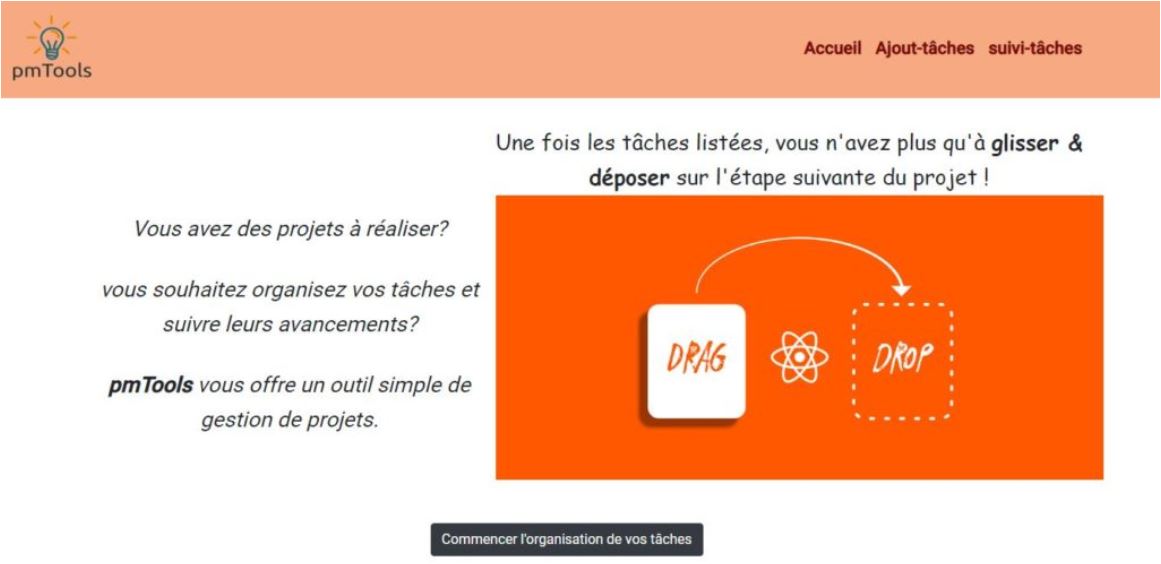 pmTools
Accueil Ajout-tâches suivi-tâches
Une fois les tâches listées, vous n'avez plus qu'à glisser &
déposer sur l'étape suivante du projet !
Vous avez des projets à réaliser?
vous souhaitez organisez vos tâches et
suivre leurs avancements?
pmTools vous offre un outil simple de
gestion de projets.
DRAG
DROP
Commencer l'organisation de vos tâches